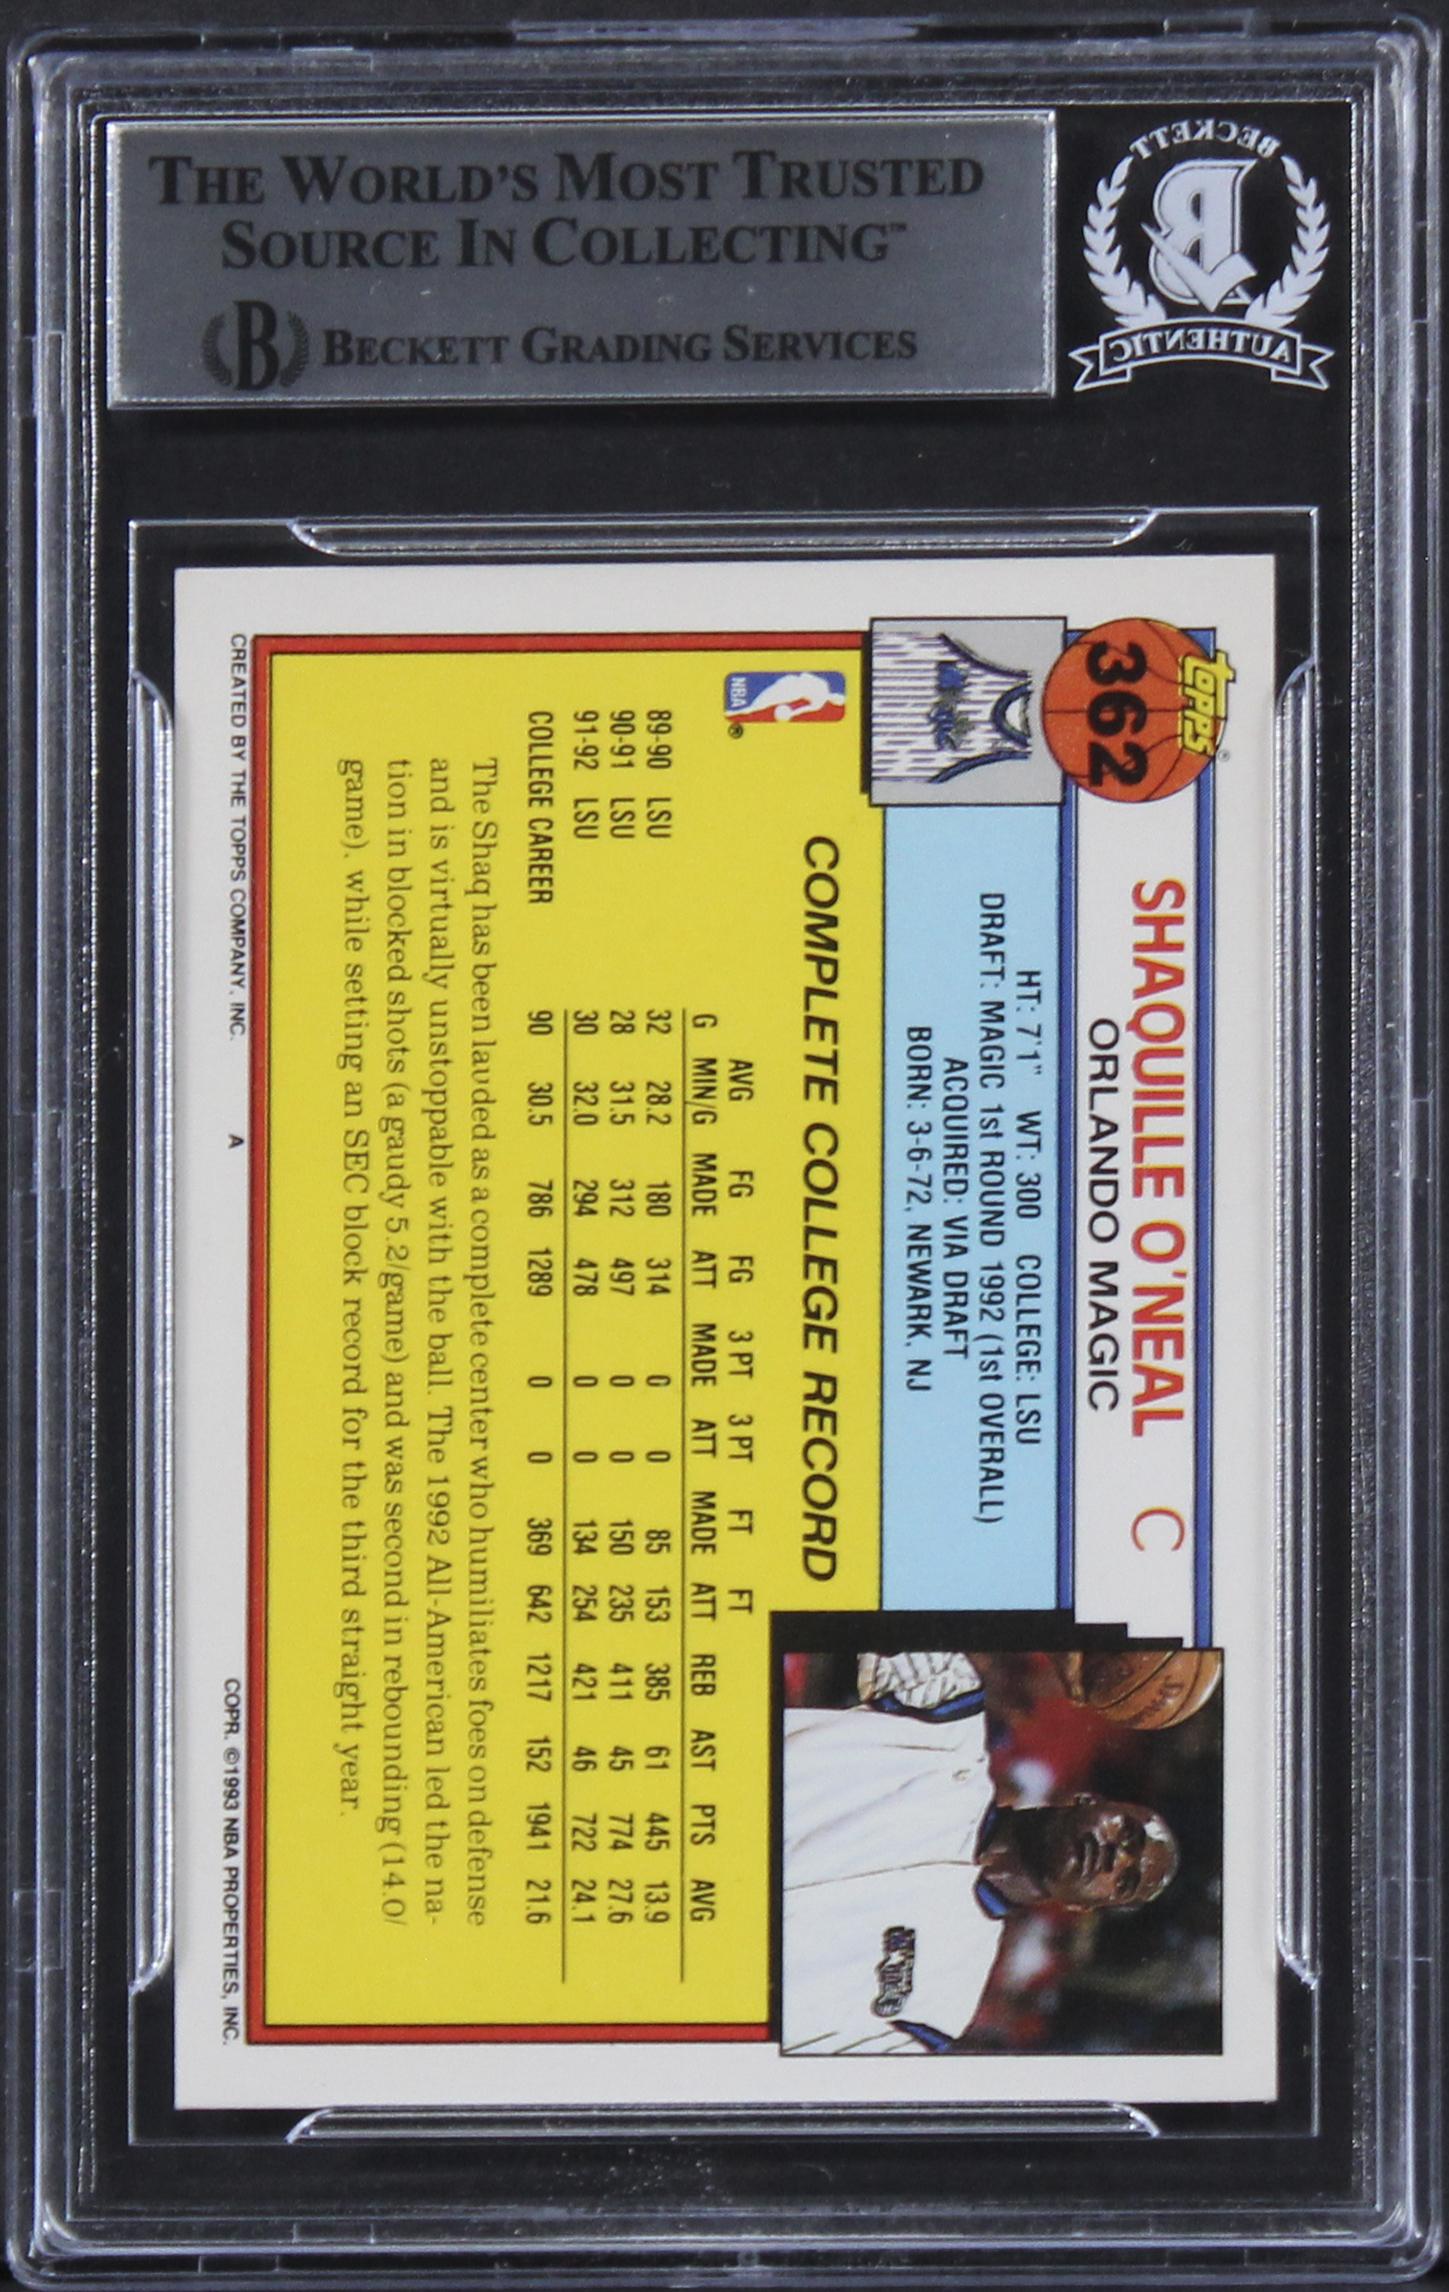 THE WORLD'S MOST TRUSTED
SOURCE IN COLLECTING™
B BECKETT GRADING SERVICES
BECKETT
B
AUTHENTIC
topps®
362
SHAQUILLE O'NEAL C
ORLANDO MAGIC
HT: 7'1" WT: 300 COLLEGE: LSU
DRAFT: MAGIC 1st ROUND 1992 (1st OVERALL)
ACQUIRED: VIA DRAFT
BORN: 3-6-72, NEWARK, NJ
NBA®
COMPLETE COLLEGE RECORD
AVG FG FG 3 PT 3 PT FT FT
G MIN/G MADE ATT MADE ATT MADE ATT REB AST PTS AVG
89-90 LSU 32 28.2 180 314 0 0 85 153 385 61 445 13.9
90-91 LSU 28 31.5 312 497 0 0 150 235 411 45 774 27.6
91-92 LSU 30 32.0 294 478 0 0 134 254 421 46 722 24.1
COLLEGE CAREER 90 30.5 786 1289 0 0 369 642 1217 152 1941 21.6
The Shaq has been lauded as a complete center who humiliates foes on defense
and is virtually unstoppable with the ball. The 1992 All-American led the na-
tion in blocked shots (a gaudy 5.2/game) and was second in rebounding (14.0/
game), while setting an SEC block record for the third straight year.
CREATED BY THE TOPPS COMPANY, INC. A COPR. ©1993 NBA PROPERTIES, INC.